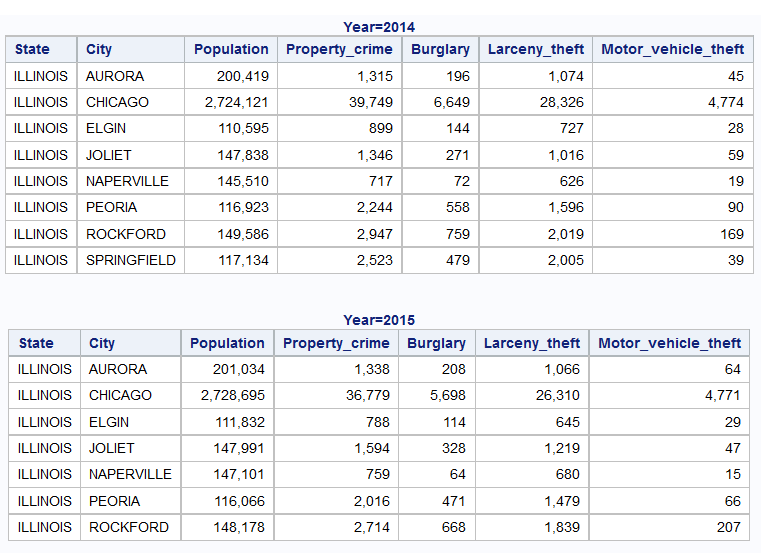 Year=2014
State City Population Property_crime Burglary Larceny_theft Motor_vehicle_theft
ILLINOIS AURORA 200,419 1,315 196 1,074 45
ILLINOIS CHICAGO 2,724,121 39,749 6,649 28,326 4,774
ILLINOIS ELGIN 110,595 899 144 727 28
ILLINOIS JOLIET 147,838 1,346 271 1,016 59
ILLINOIS NAPERVILLE 145,510 717 72 626 19
ILLINOIS PEORIA 116,923 2,244 558 1,596 90
ILLINOIS ROCKFORD 149,586 2,947 759 2,019 169
ILLINOIS SPRINGFIELD 117,134 2,523 479 2,005 39
Year=2015
State City Population Property_crime Burglary Larceny_theft Motor_vehicle_theft
ILLINOIS AURORA 201,034 1,338 208 1,066 64
ILLINOIS CHICAGO 2,728,695 36,779 5,698 26,310 4,771
ILLINOIS ELGIN 111,832 788 114 645 29
ILLINOIS JOLIET 147,991 1,594 328 1,219 47
ILLINOIS NAPERVILLE 147,101 759 64 680 15
ILLINOIS PEORIA 116,066 2,016 471 1,479 66
ILLINOIS ROCKFORD 148,178 2,714 668 1,839 207